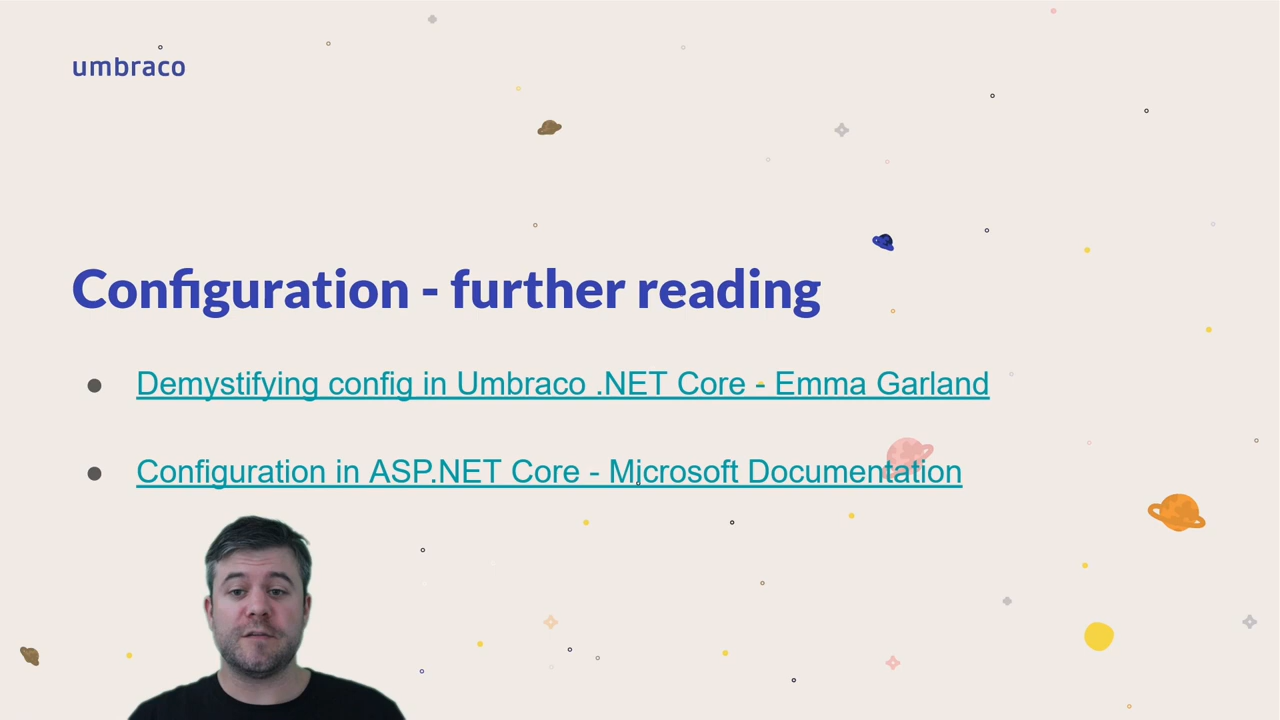 umbraco
Configuration - further reading
● Demystifying config in Umbraco .NET Core - Emma Garland
● Configuration in ASP.NET Core - Microsoft Documentation